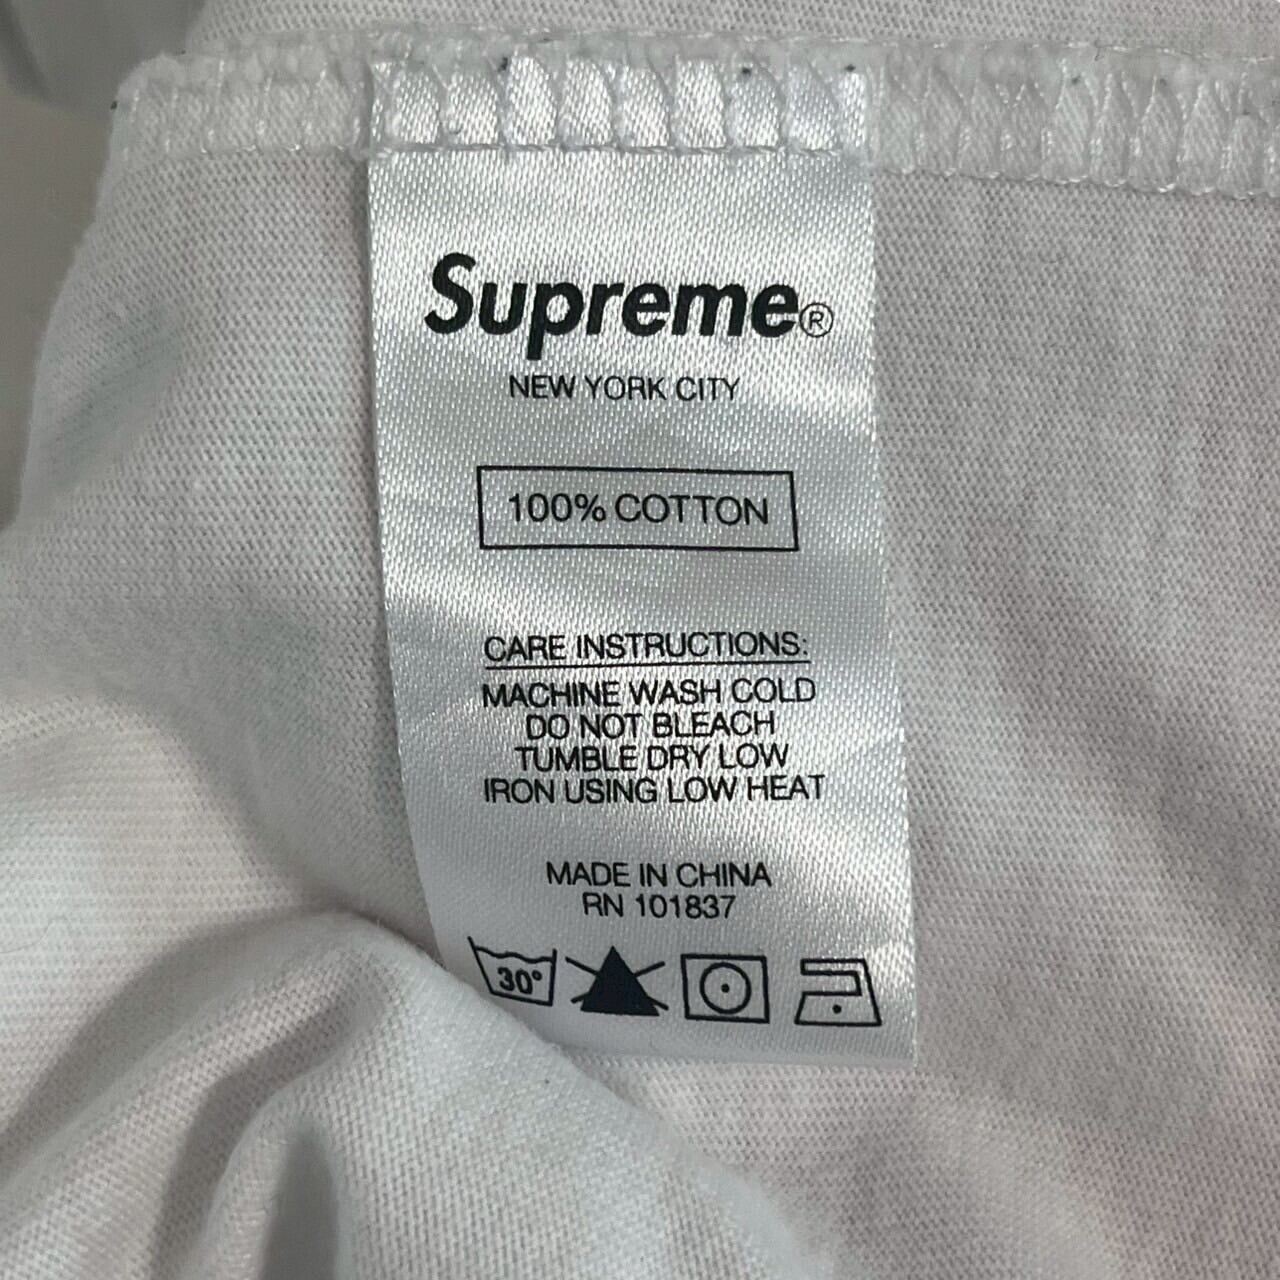 Supreme®
NEW YORK CITY
100% COTTON
CARE INSTRUCTIONS:
MACHINE WASH COLD
DO NOT BLEACH
TUMBLE DRY LOW
IRON USING LOW HEAT
MADE IN CHINA
RN 101837
30°